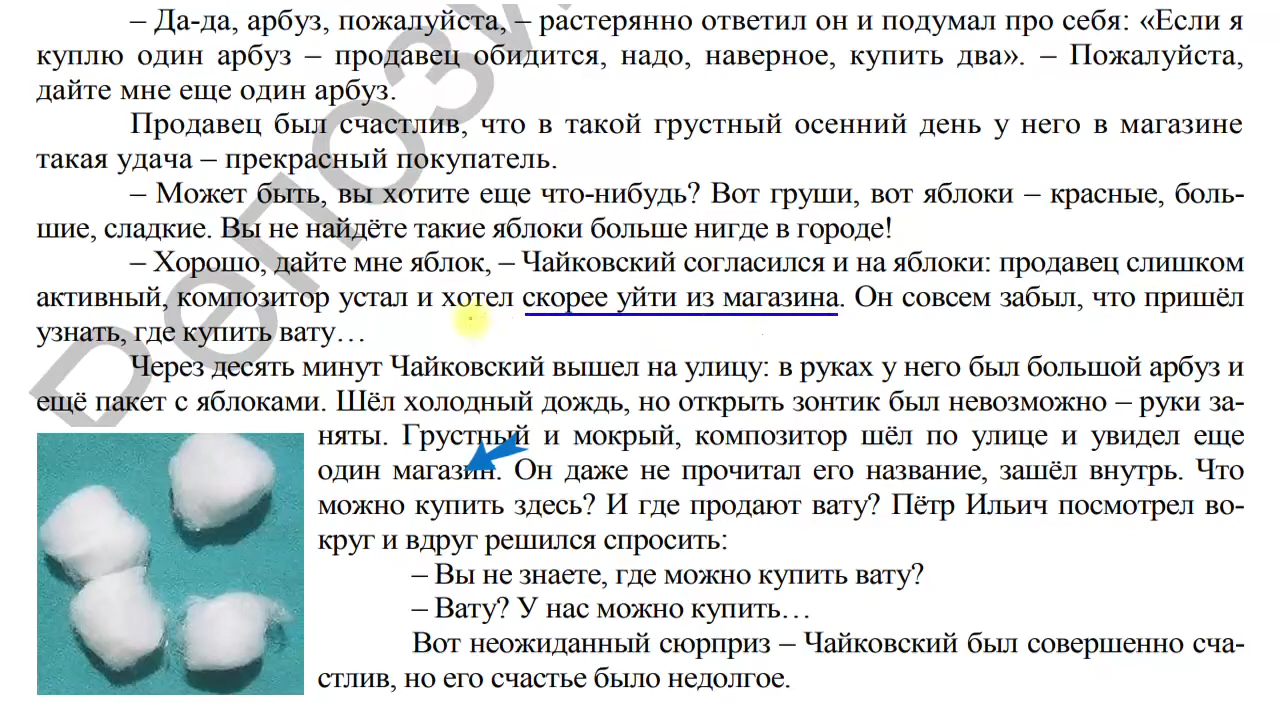 – Да-да, арбуз, пожалуйста, – растерянно ответил он и подумал про себя: «Если я
куплю один арбуз – продавец обидится, надо, наверное, купить два». – Пожалуйста,
дайте мне еще один арбуз.
Продавец был счастлив, что в такой грустный осенний день у него в магазине
такая удача – прекрасный покупатель.
– Может быть, вы хотите еще что-нибудь? Вот груши, вот яблоки – красные, боль-
шие, сладкие. Вы не найдёте такие яблоки больше нигде в городе!
– Хорошо, дайте мне яблок, – Чайковский согласился и на яблоки: продавец слишком
активный, композитор устал и хотел скорее уйти из магазина. Он совсем забыл, что пришёл
узнать, где купить вату…
Через десять минут Чайковский вышел на улицу: в руках у него был большой арбуз и
ещё пакет с яблоками. Шёл холодный дождь, но открыть зонтик был невозможно – руки за-
няты. Грустный и мокрый, композитор шёл по улице и увидел еще
один магазин. Он даже не прочитал его название, зашёл внутрь. Что
можно купить здесь? И где продают вату? Пётр Ильич посмотрел во-
круг и вдруг решился спросить:
– Вы не знаете, где можно купить вату?
– Вату? У нас можно купить…
Вот неожиданный сюрприз – Чайковский был совершенно сча-
стлив, но его счастье было недолгое.
Репози